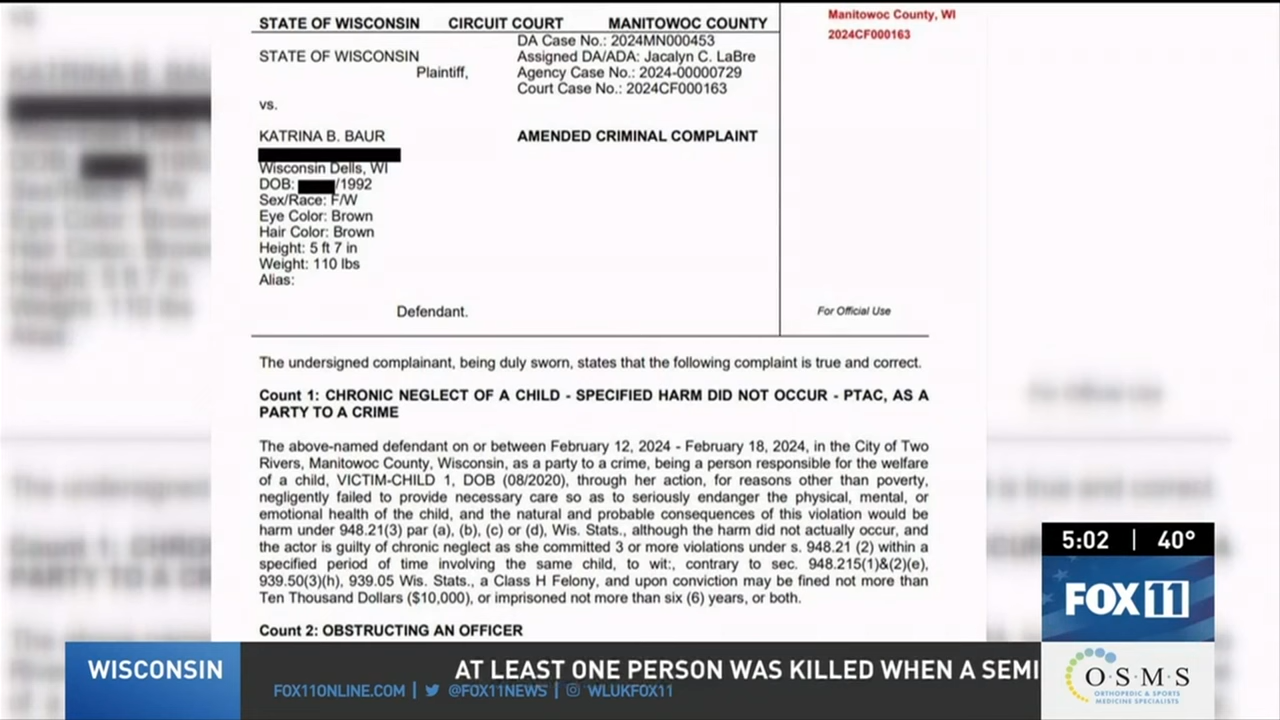 STATE OF WISCONSIN CIRCUIT COURT MANITOWOC COUNTY
Manitowoc County, WI
2024CF000163
DA Case No.: 2024MN000453
STATE OF WISCONSIN
Assigned DA/ADA: Jacalyn C. LaBre
Plaintiff,
Agency Case No.: 2024-00000729
Court Case No.: 2024CF000163
vs.
KATRINA B. BAUR
AMENDED CRIMINAL COMPLAINT
Wisconsin Dells, WI
DOB: /1992
Sex/Race: F/W
Eye Color: Brown
Hair Color: Brown
Height: 5 ft 7 in
Weight: 110 lbs
Alias:
Defendant.
For Official Use
The undersigned complainant, being duly sworn, states that the following complaint is true and correct.
Count 1: CHRONIC NEGLECT OF A CHILD - SPECIFIED HARM DID NOT OCCUR - PTAC, AS A
PARTY TO A CRIME
The above-named defendant on or between February 12, 2024 - February 18, 2024, in the City of Two
Rivers, Manitowoc County, Wisconsin, as a party to a crime, being a person responsible for the welfare
of a child, VICTIM-CHILD 1, DOB (08/2020), through her action, for reasons other than poverty,
negligently failed to provide necessary care so as to seriously endanger the physical, mental, or
emotional health of the child, and the natural and probable consequences of this violation would be
harm under 948.21(3) par (a), (b), (c) or (d), Wis. Stats., although the harm did not actually occur, and
the actor is guilty of chronic neglect as she committed 3 or more violations under s. 948.21 (2) within a
specified period of time involving the same child, to wit:, contrary to sec. 948.215(1)&(2)(e),
939.50(3)(h), 939.05 Wis. Stats., a Class H Felony, and upon conviction may be fined not more than
Ten Thousand Dollars ($10,000), or imprisoned not more than six (6) years, or both.
Count 2: OBSTRUCTING AN OFFICER
5:02 | 40°
FOX 11
WISCONSIN
AT LEAST ONE PERSON WAS KILLED WHEN A SEMI
FOX11ONLINE.COM | @FOX11NEWS | WLUKFOX11
O·S·M·S
ORTHOPEDIC & SPORTS
MEDICINE SPECIALISTS